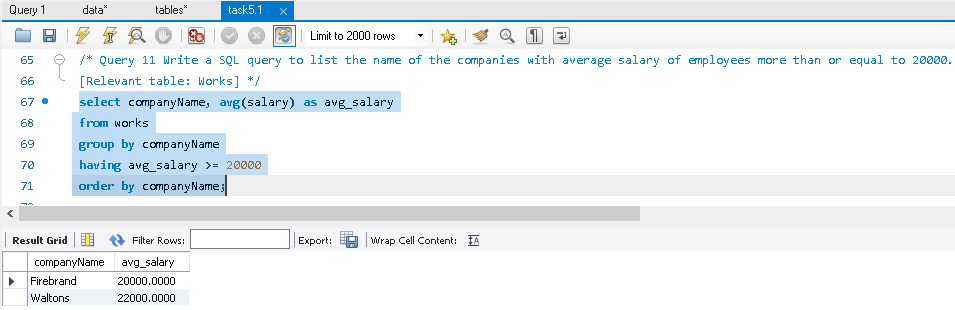 Query 1 data* tables* task5.1
Limit to 2000 rows
65 /* Query 11 Write a SQL query to list the name of the companies with average salary of employees more than or equal to 20000.
66 [Relevant table: Works] */
67 select companyName, avg(salary) as avg_salary
68 from works
69 group by companyName
70 having avg_salary >= 20000
71 order by companyName;
Result Grid Filter Rows: Export: Wrap Cell Content:
companyName avg_salary
Firebrand 20000.0000
Waltons 22000.0000